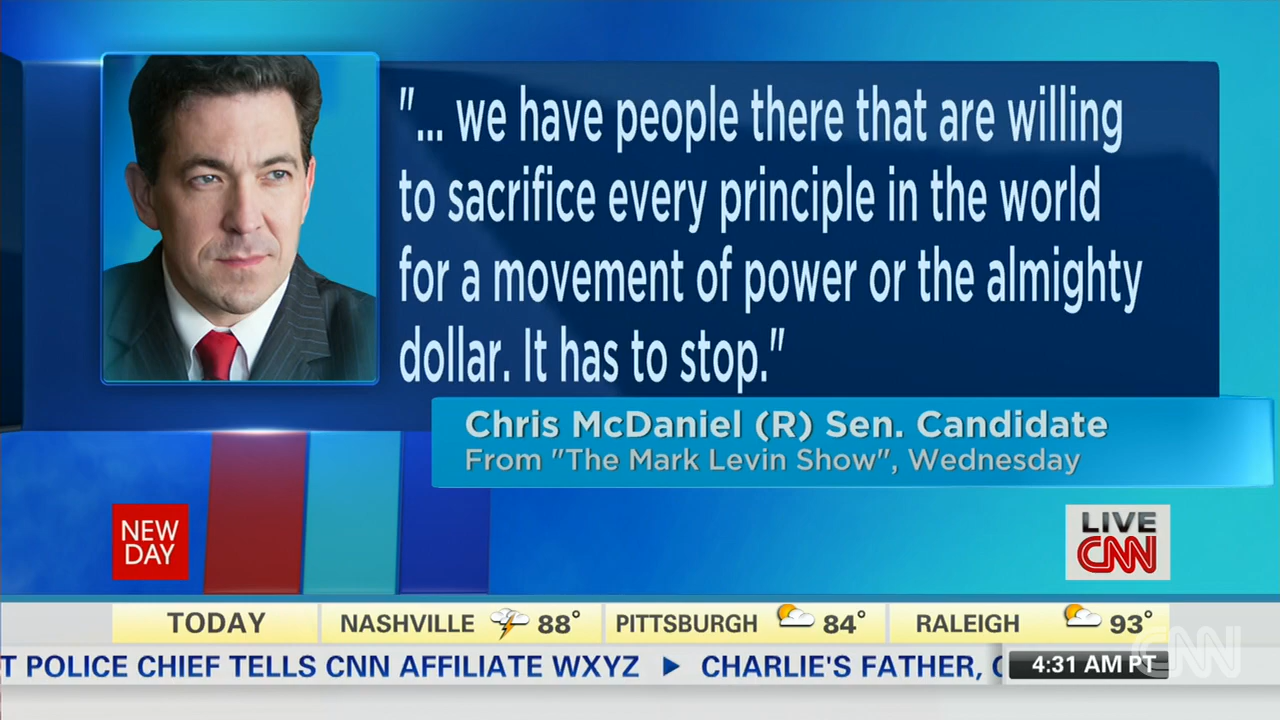 "... we have people there that are willing
to sacrifice every principle in the world
for a movement of power or the almighty
dollar. It has to stop."
Chris McDaniel (R) Sen. Candidate
From "The Mark Levin Show", Wednesday
NEW
DAY
LIVE
CNN
TODAY NASHVILLE 88° PITTSBURGH 84° RALEIGH 93°
T POLICE CHIEF TELLS CNN AFFILIATE WXYZ ▶ CHARLIE'S FATHER, 4:31 AM PT
CNN